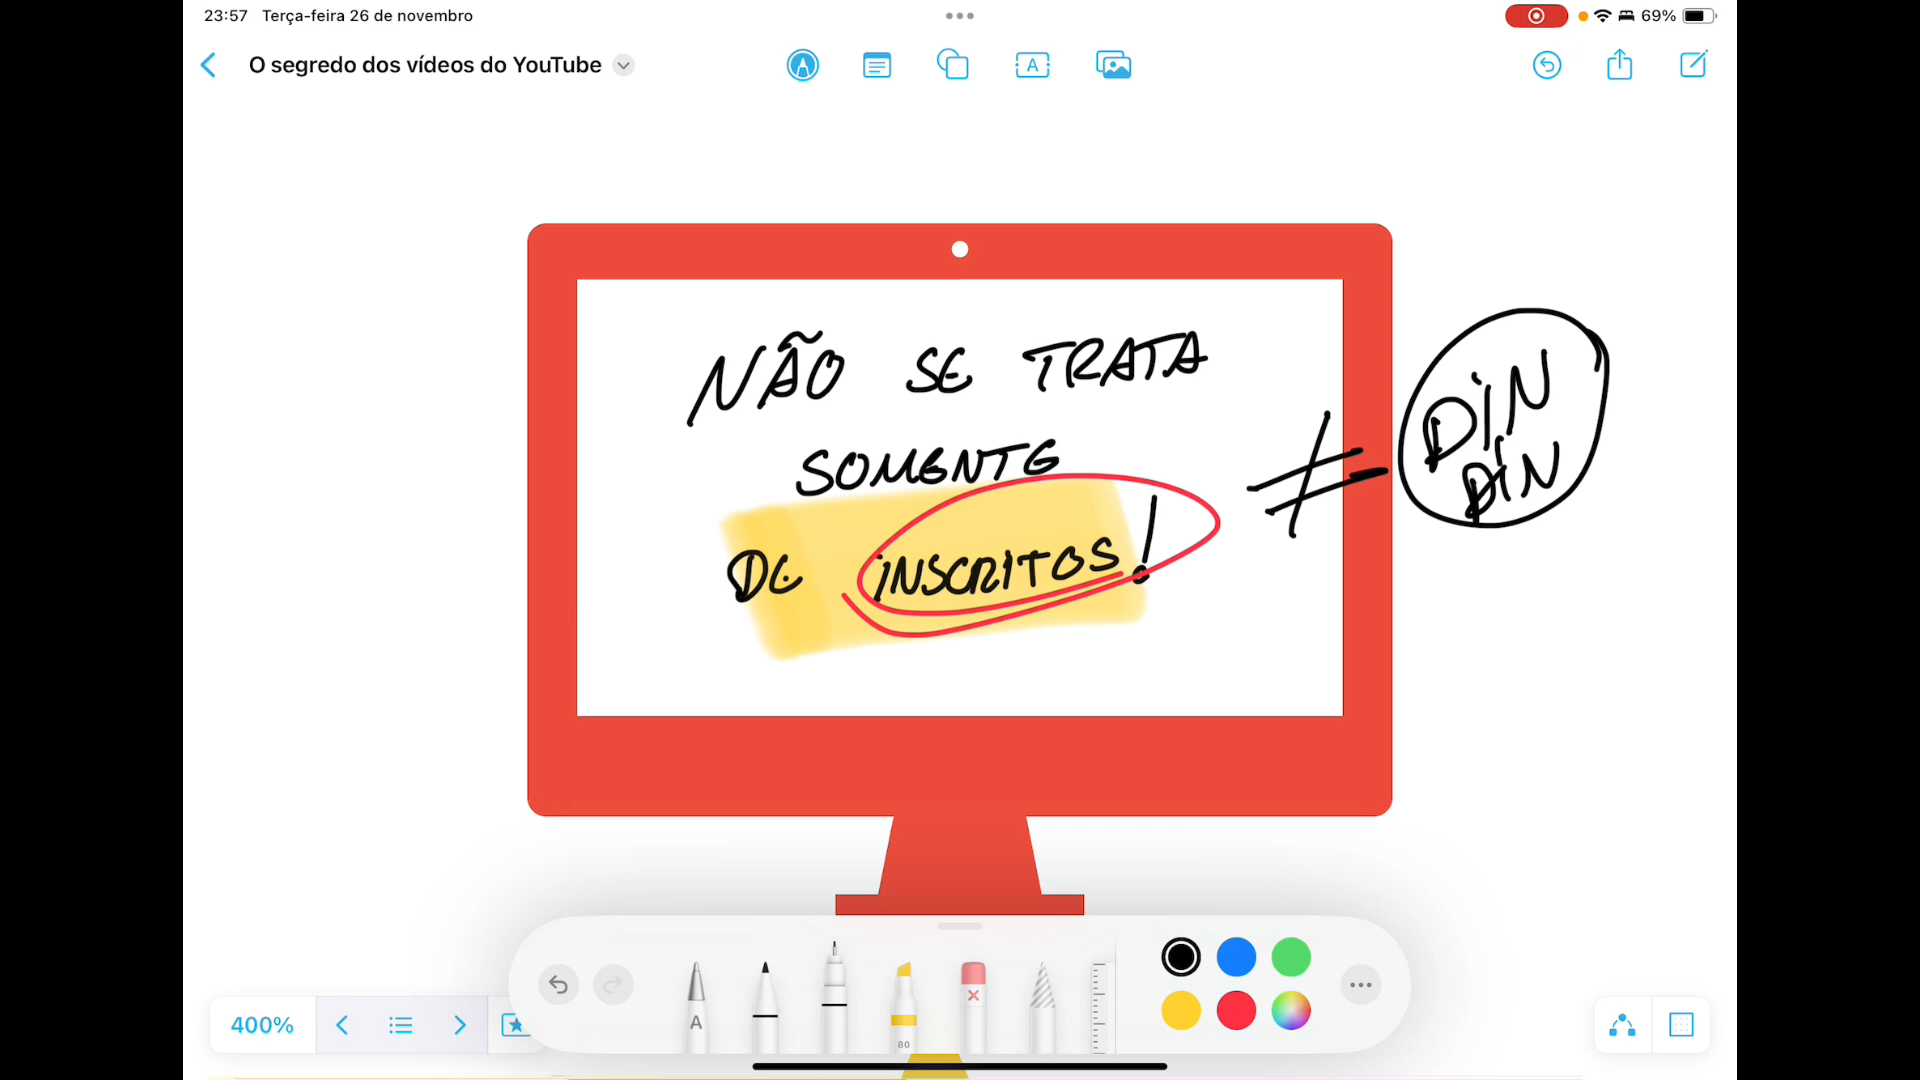 23:57 Terça-feira 26 de novembro
69%
O segredo dos vídeos do YouTube
A
NÃO SE TRATA
SOMENTE
DE INSCRITOS!
≠
DIN
DIN
400%
A
80